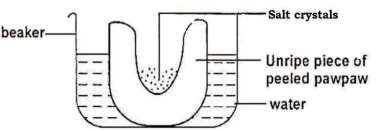 Salt crystals
beaker
Unripe piece of
peeled pawpaw
water